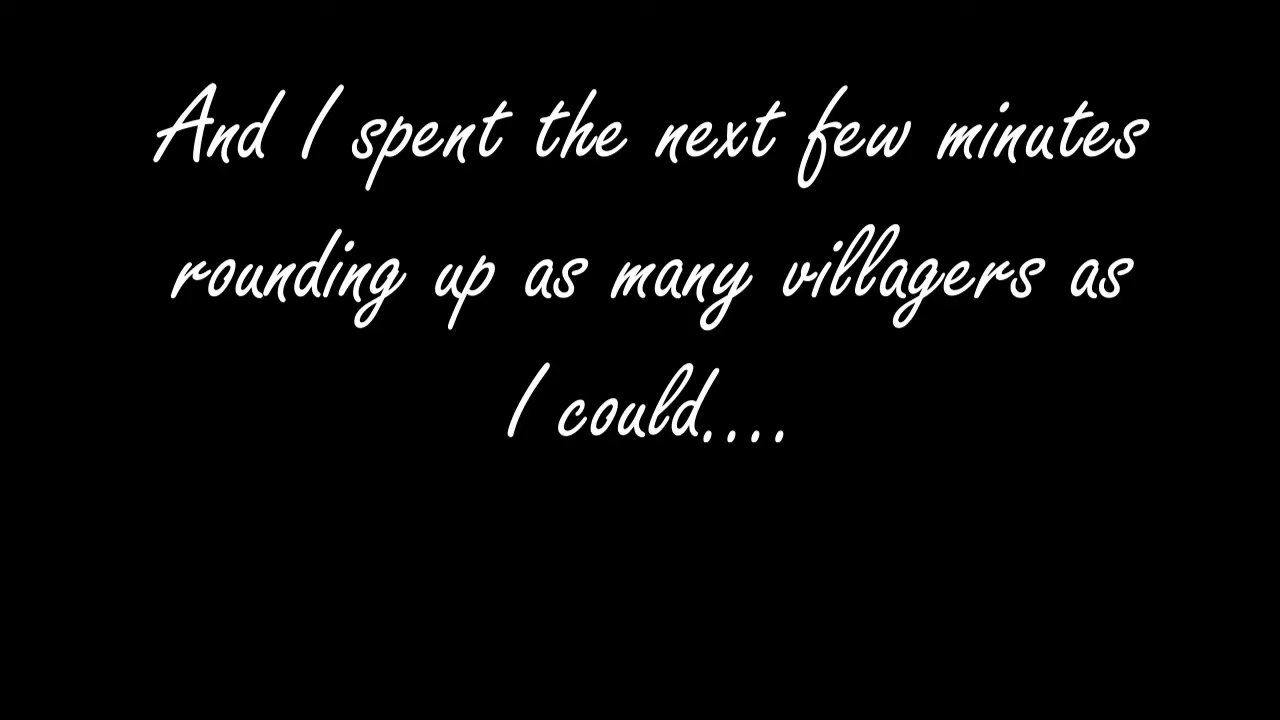 And I spent the next few minutes
rounding up as many villagers as
I could....